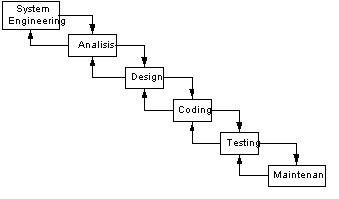 System
Engineering
Analisis
Design
Coding
Testing
Maintenan